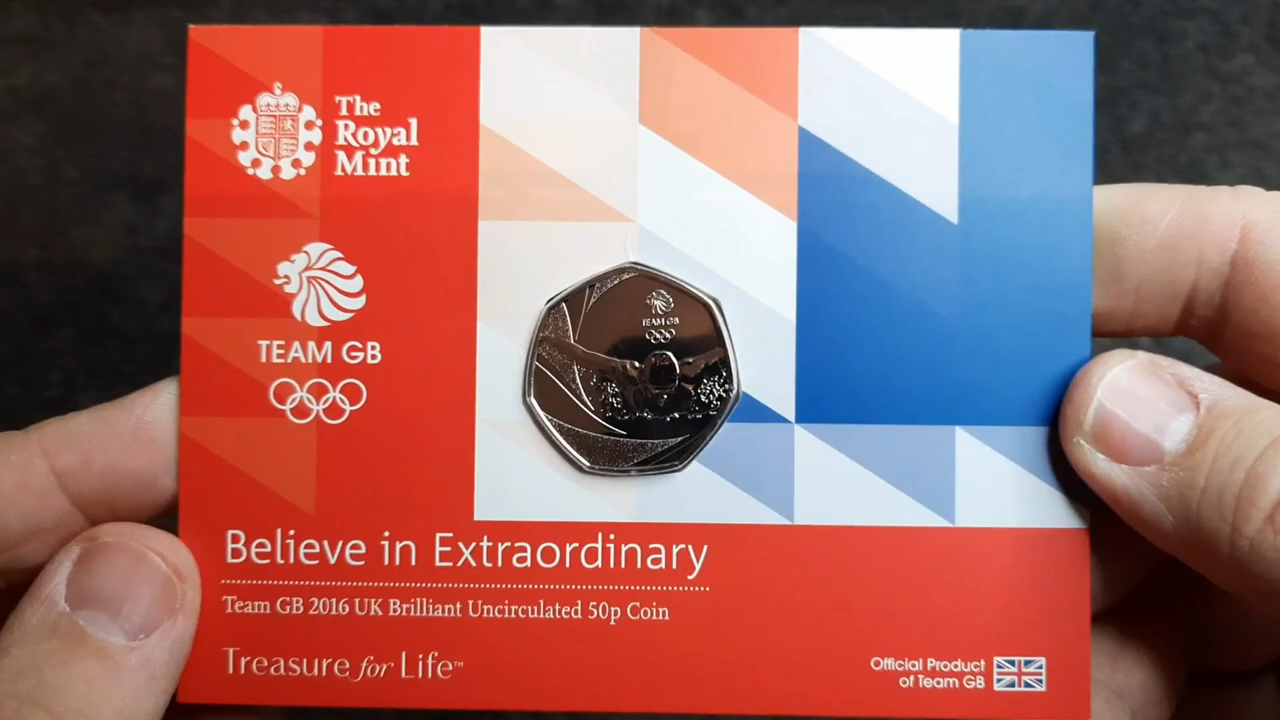 The
Royal
Mint
TEAM GB
TEAM GB
Believe in Extraordinary
Team GB 2016 UK Brilliant Uncirculated 50p Coin
Treasure for Life™
Official Product
of Team GB